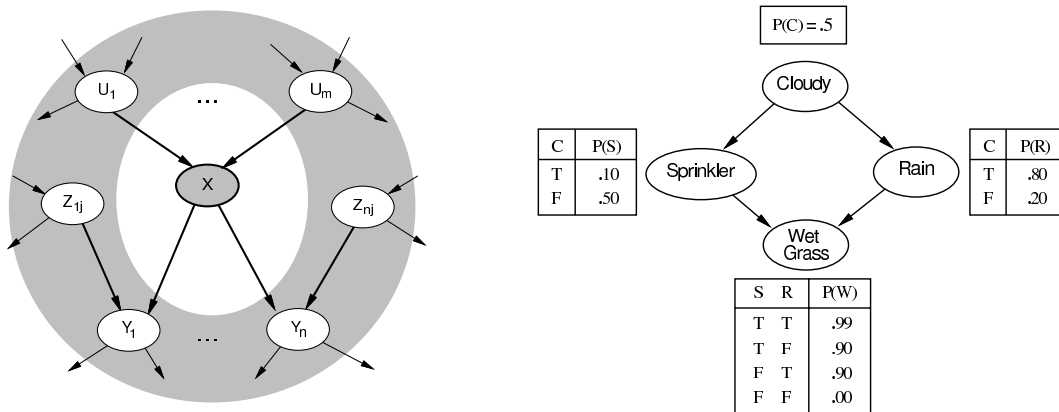 U1
...
Um
X
Z1j
Znj
Y1
...
Yn
P(C) = .5
Cloudy
C P(S)
T .10
F .50
Sprinkler
Rain
C P(R)
T .80
F .20
Wet
Grass
S R P(W)
T T .99
T F .90
F T .90
F F .00